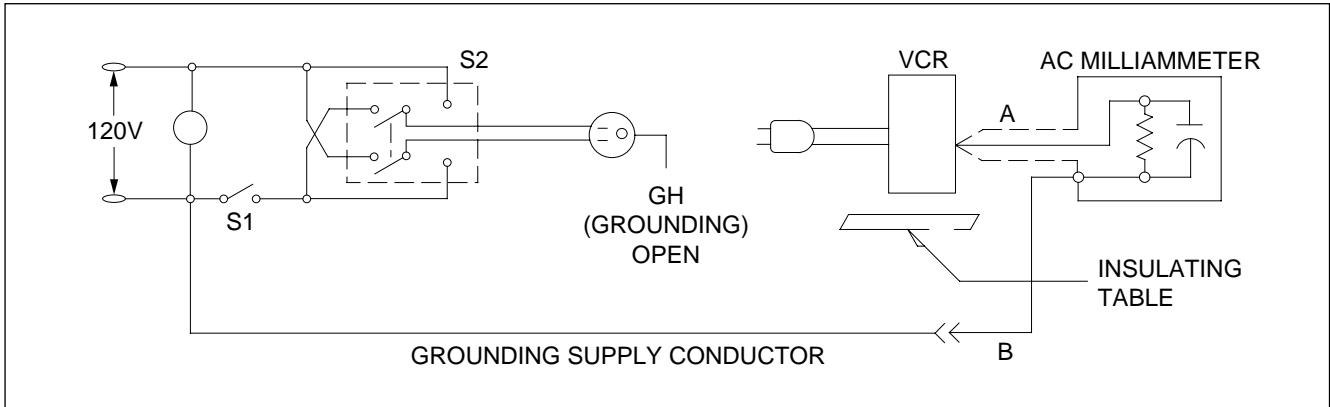 S2
VCR
AC MILLIAMMETER
120V
A
S1
GH
(GROUNDING)
OPEN
INSULATING
TABLE
GROUNDING SUPPLY CONDUCTOR
B